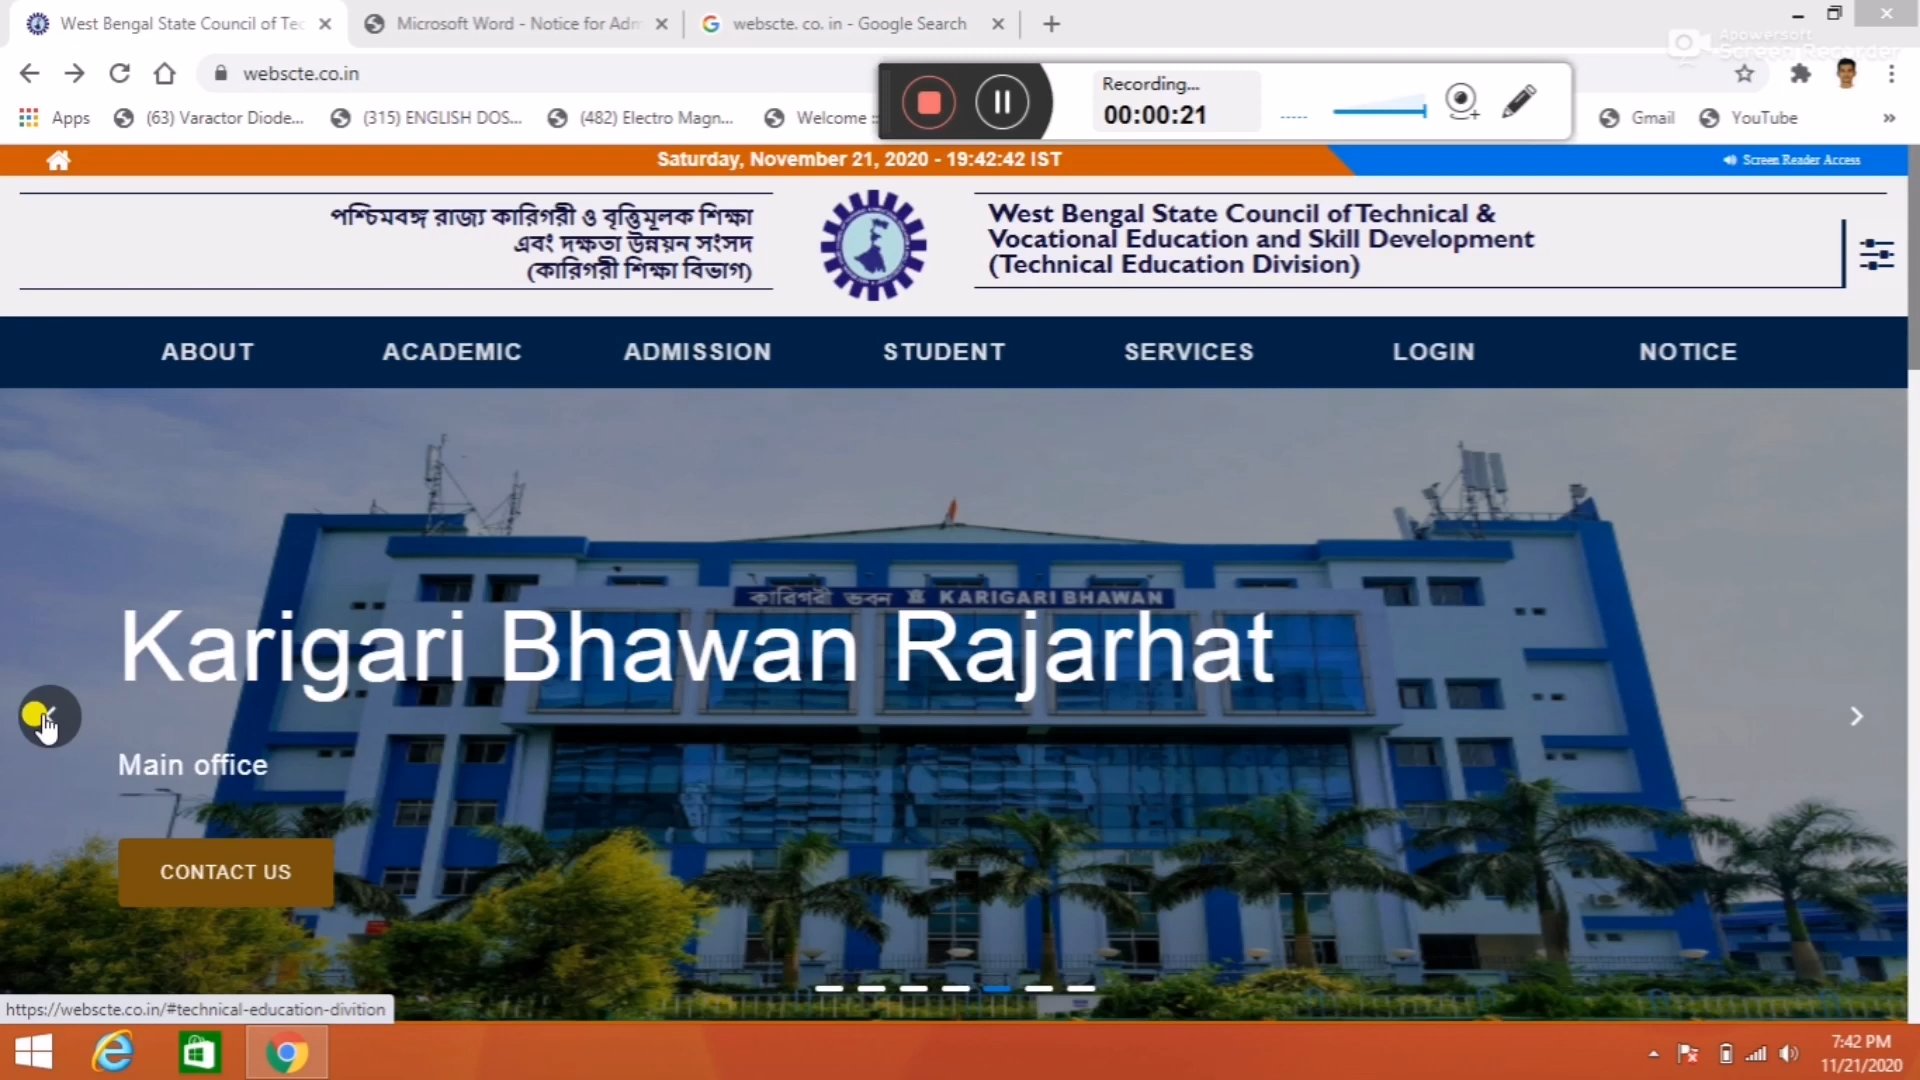 West Bengal State Council of Tec
Microsoft Word - Notice for Adm
webscte. co. in - Google Search
Apowersoft
Screen Recorder
webscte.co.in
Recording...
00:00:21
Apps
(63) Varactor Diode...
(315) ENGLISH DOS...
(482) Electro Magn...
Welcome ::
Gmail
YouTube
Saturday, November 21, 2020 - 19:42:42 IST
Screen Reader Access
পশ্চিমবঙ্গ রাজ্য কারিগরী ও বৃত্তিমূলক শিক্ষা
এবং দক্ষতা উন্নয়ন সংসদ
(কারিগরী শিক্ষা বিভাগ)
West Bengal State Council of Technical &
Vocational Education and Skill Development
(Technical Education Division)
ABOUT
ACADEMIC
ADMISSION
STUDENT
SERVICES
LOGIN
NOTICE
কারিগরী ভবন KARIGARI BHAWAN
Karigari Bhawan Rajarhat
Main office
CONTACT US
https://webscte.co.in/#technical-education-divition
7:42 PM
11/21/2020